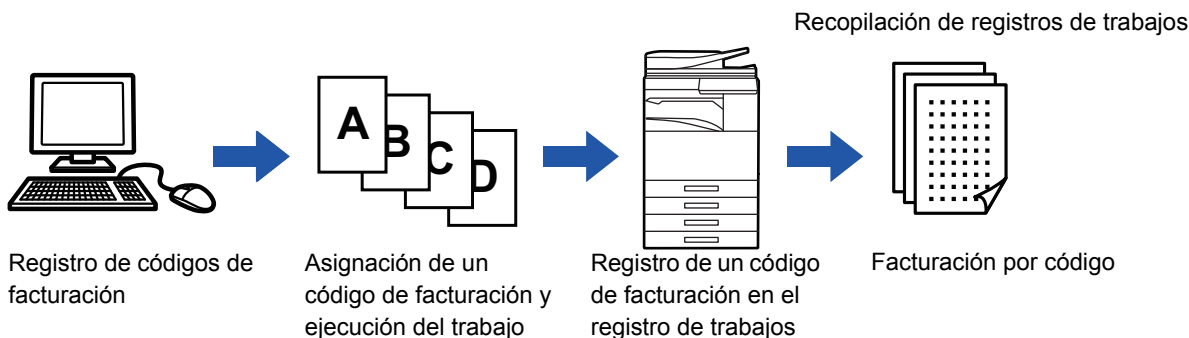 Recopilación de registros de trabajos
A
B
C
D
Registro de códigos de
facturación
Asignación de un
código de facturación y
ejecución del trabajo
Registro de un código
de facturación en el
registro de trabajos
Facturación por código